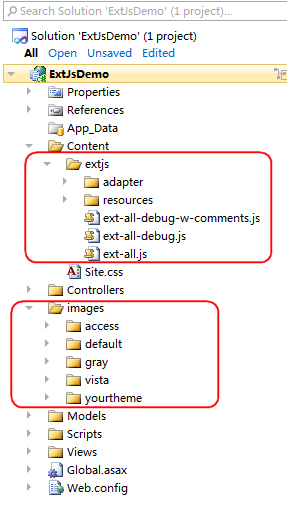 Search Solution 'ExtJsDemo' (1 project)
Solution 'ExtJsDemo' (1 project)
All Open Unsaved Edited
ExtJsDemo
Properties
References
App_Data
Content
extjs
adapter
resources
ext-all-debug-w-comments.js
ext-all-debug.js
ext-all.js
Site.css
Controllers
images
access
default
gray
vista
yourtheme
Models
Scripts
Views
Global.asax
Web.config